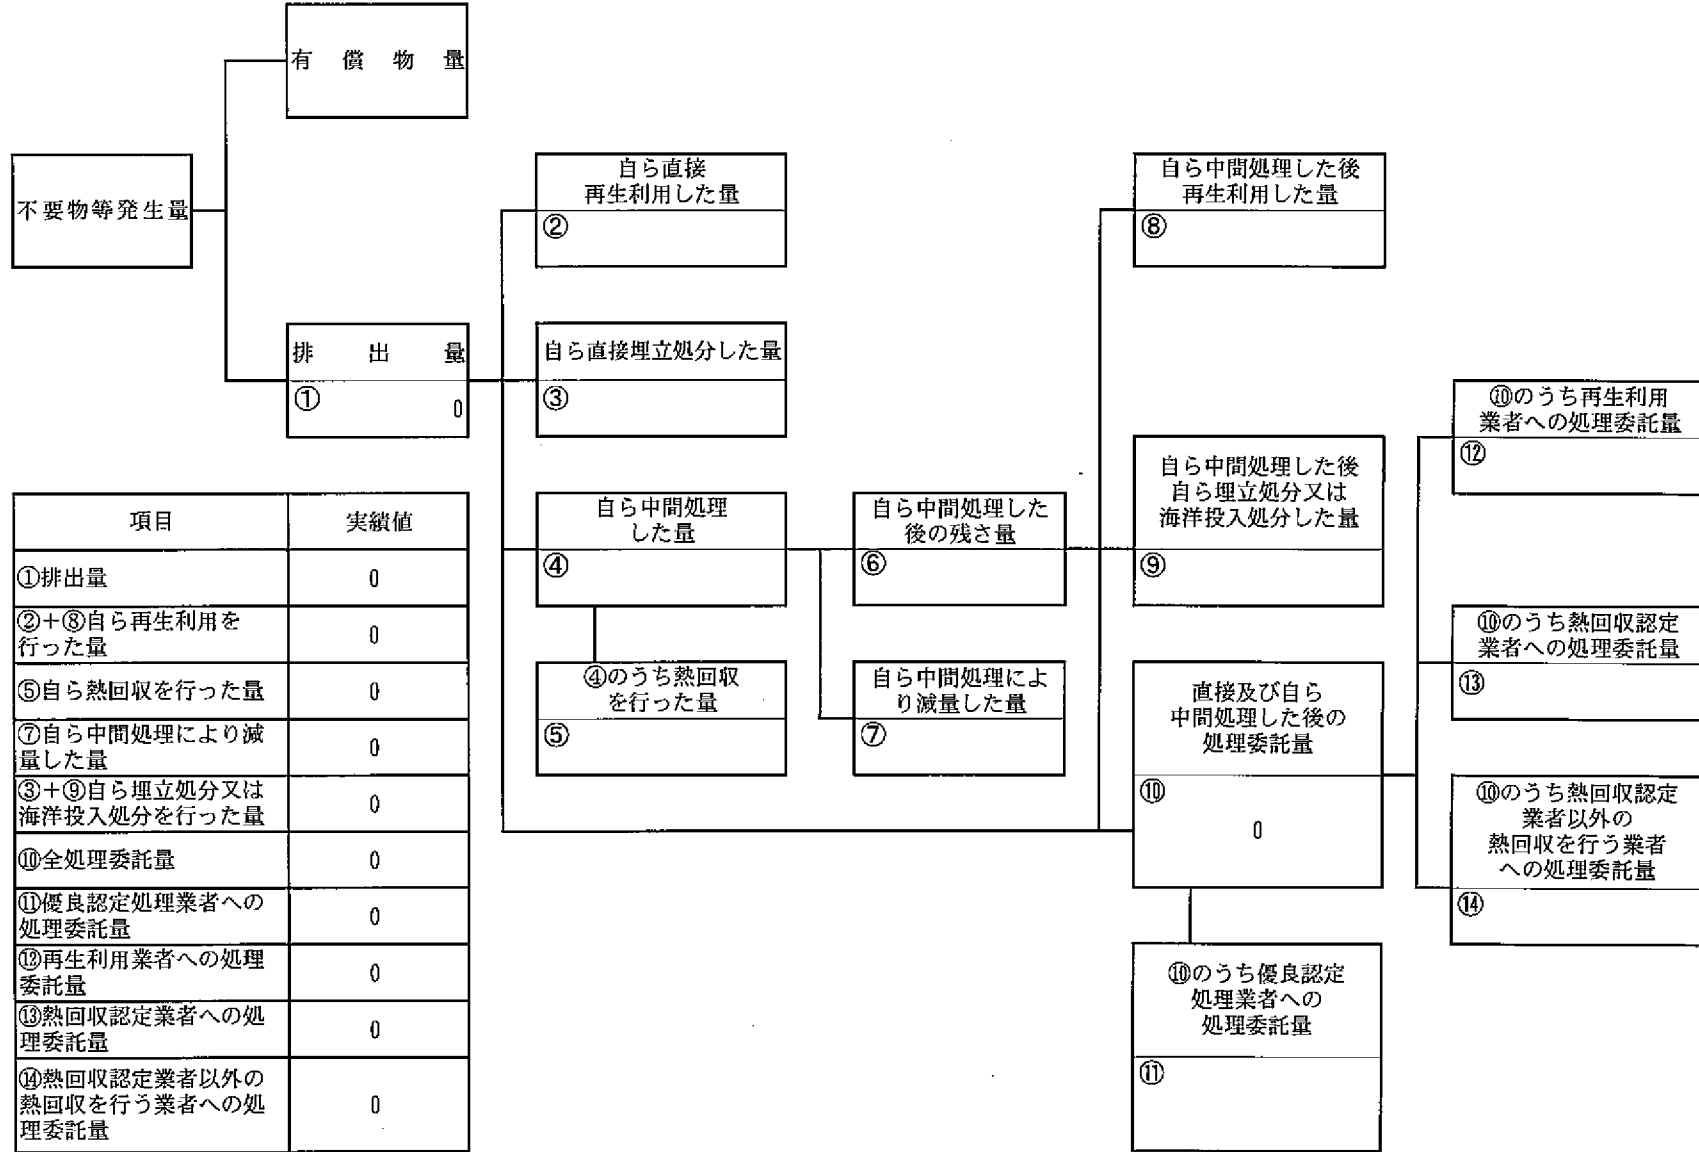 有償物量
不要物等発生量
排出量
①
0
自ら直接
再生利用した量
②
自ら直接埋立処分した量
③
自ら中間処理
した量
④
④のうち熱回収
を行った量
⑤
自ら中間処理した
後の残さ量
⑥
自ら中間処理によ
り減量した量
⑦
自ら中間処理した後
再生利用した量
⑧
自ら中間処理した後
自ら埋立処分又は
海洋投入処分した量
⑨
直接及び自ら
中間処理した後の
処理委託量
⑩
0
⑩のうち優良認定
処理業者への
処理委託量
⑪
⑩のうち再生利用
業者への処理委託量
⑫
⑩のうち熱回収認定
業者への処理委託量
⑬
⑩のうち熱回収認定
業者以外の
熱回収を行う業者
への処理委託量
⑭
項目 実績値
①排出量 0
②+⑧自ら再生利用を
行った量 0
⑤自ら熱回収を行った量 0
⑦自ら中間処理により減
量した量 0
③+⑨自ら埋立処分又は
海洋投入処分を行った量 0
⑩全処理委託量 0
⑪優良認定処理業者への
処理委託量 0
⑫再生利用業者への処理
委託量 0
⑬熱回収認定業者への処
理委託量 0
⑭熱回収認定業者以外の
熱回収を行う業者への処 0
理委託量